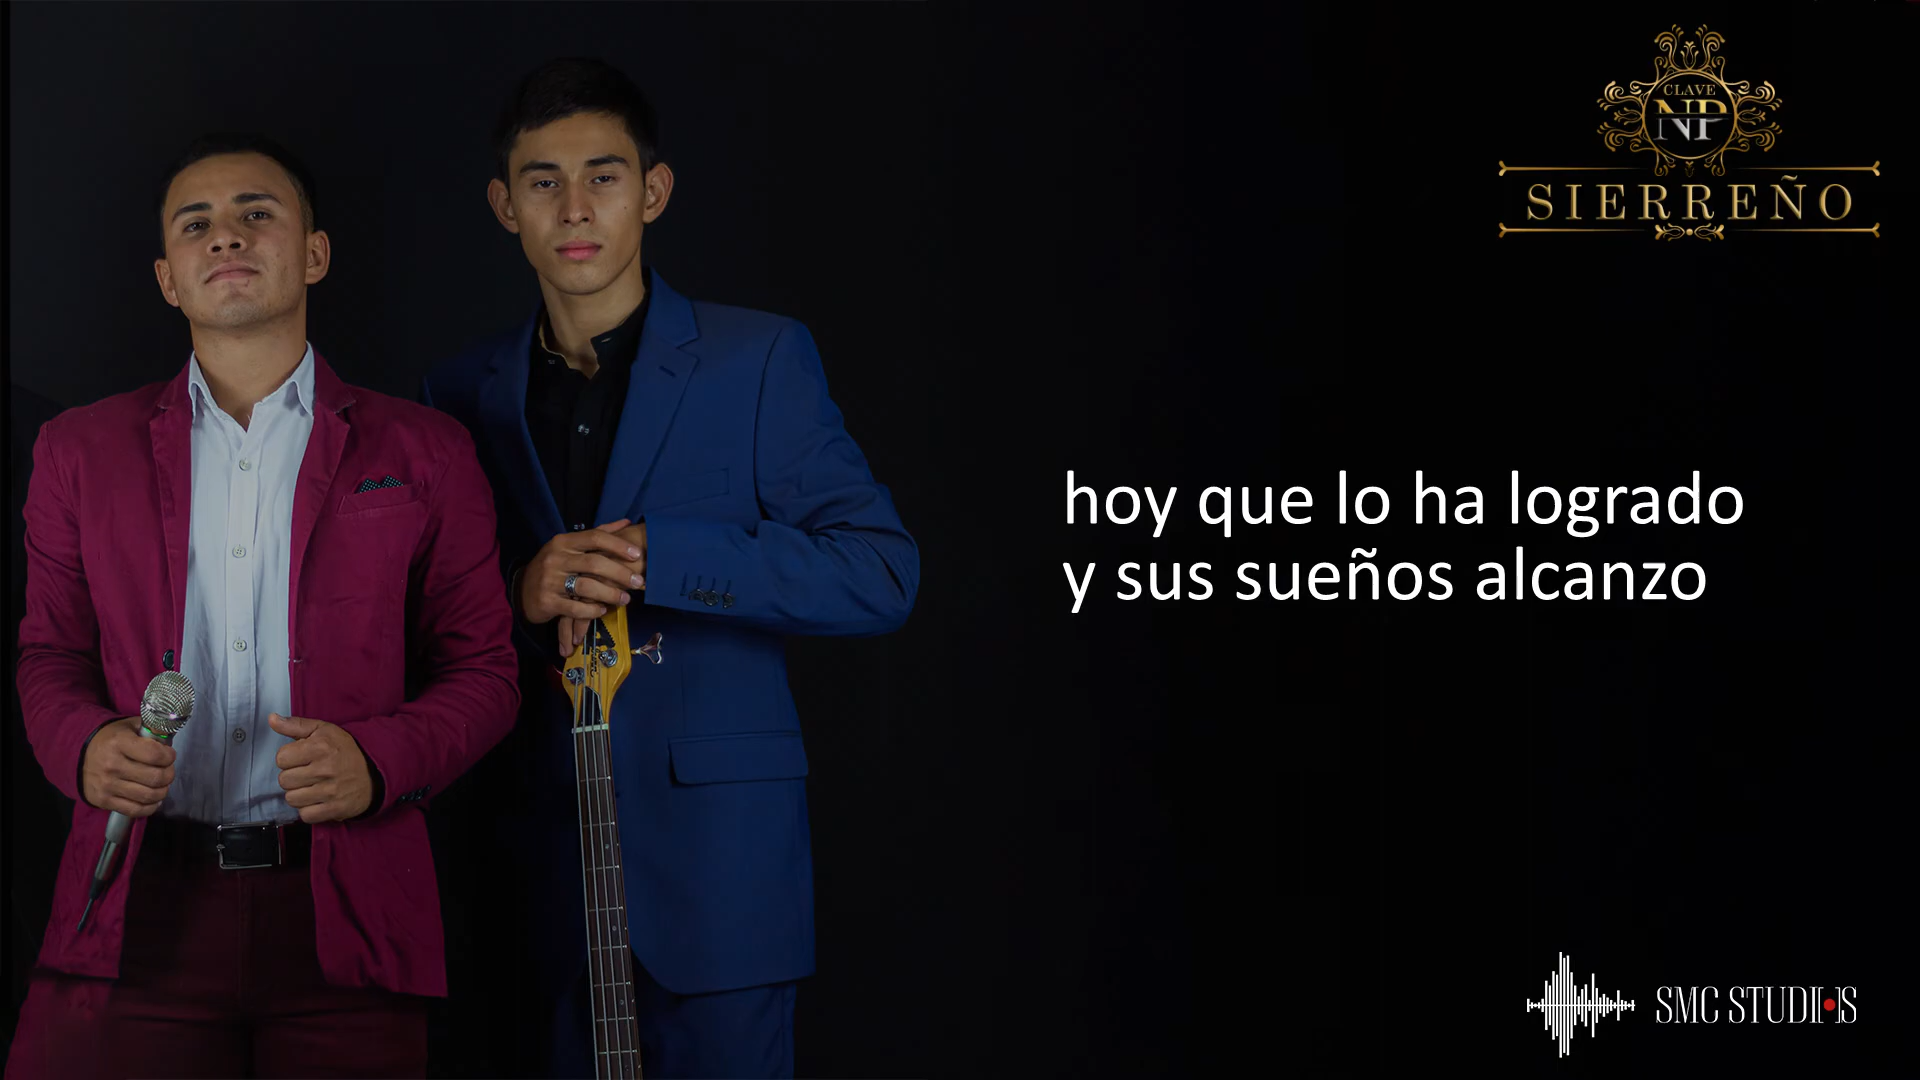 CLAVE
NP
SIERREÑO
hoy que lo ha logrado
y sus sueños alcanzo
SMC STUDIOS